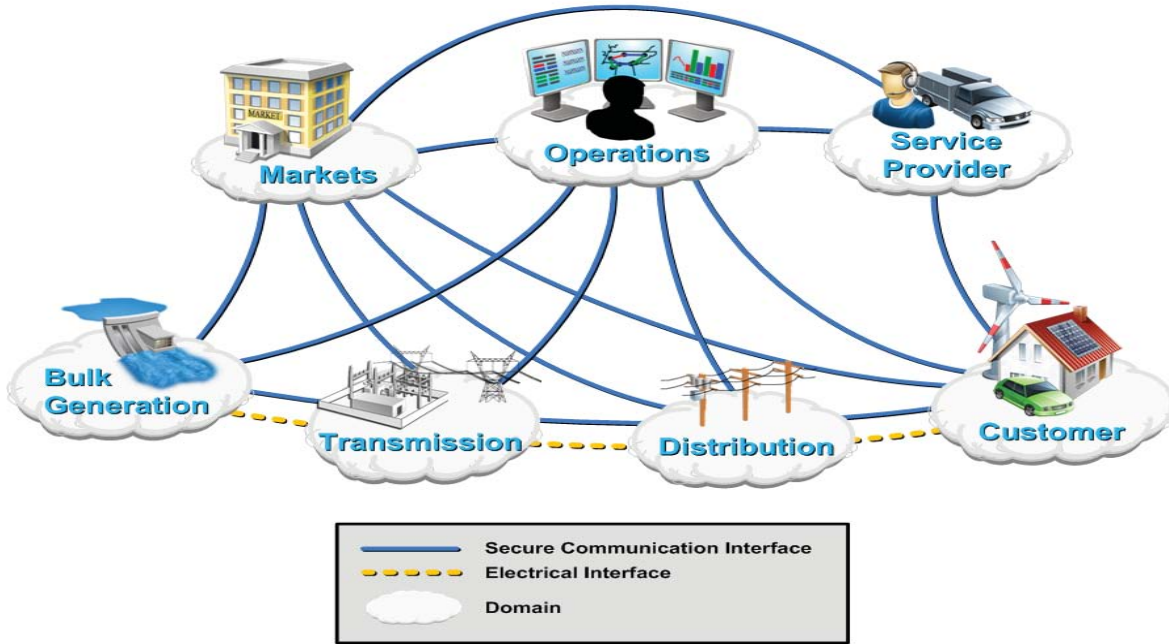 MARKET
Markets
Operations
Service
Provider
Bulk
Generation
Transmission
Distribution
Customer
Secure Communication Interface
Electrical Interface
Domain